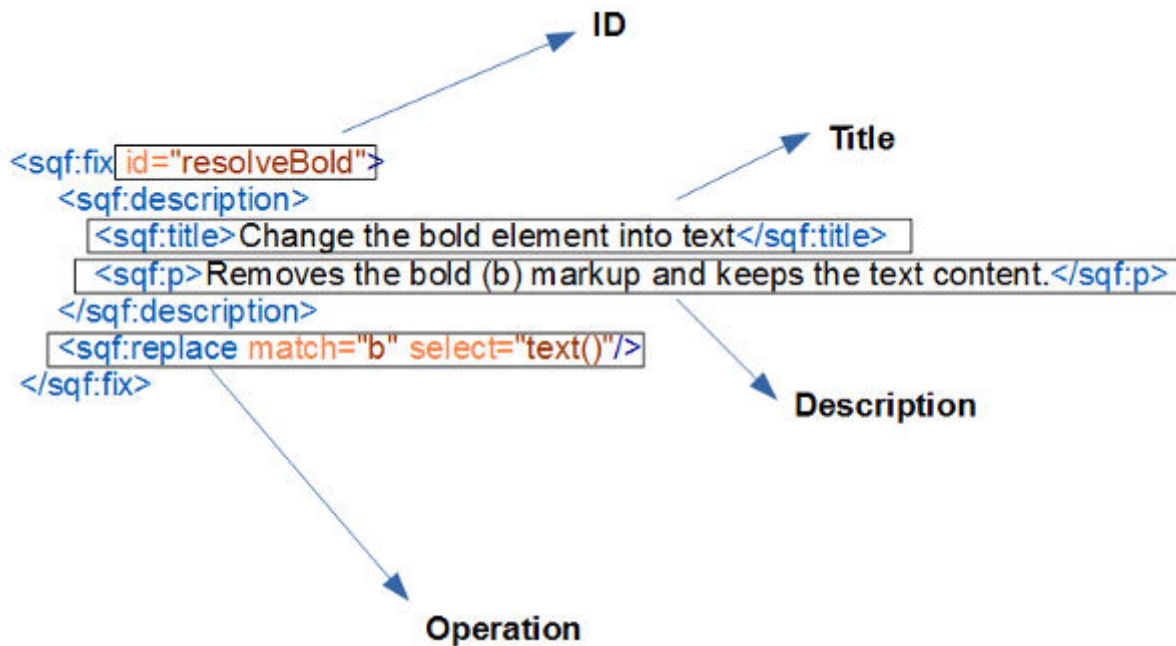 ID
Title
<sqf:fix id="resolveBold">
<sqf:description>
<sqf:title>Change the bold element into text</sqf:title>
<sqf:p>Removes the bold (b) markup and keeps the text content.</sqf:p>
</sqf:description>
<sqf:replace match="b" select="text()"/>
</sqf:fix>
Description
Operation